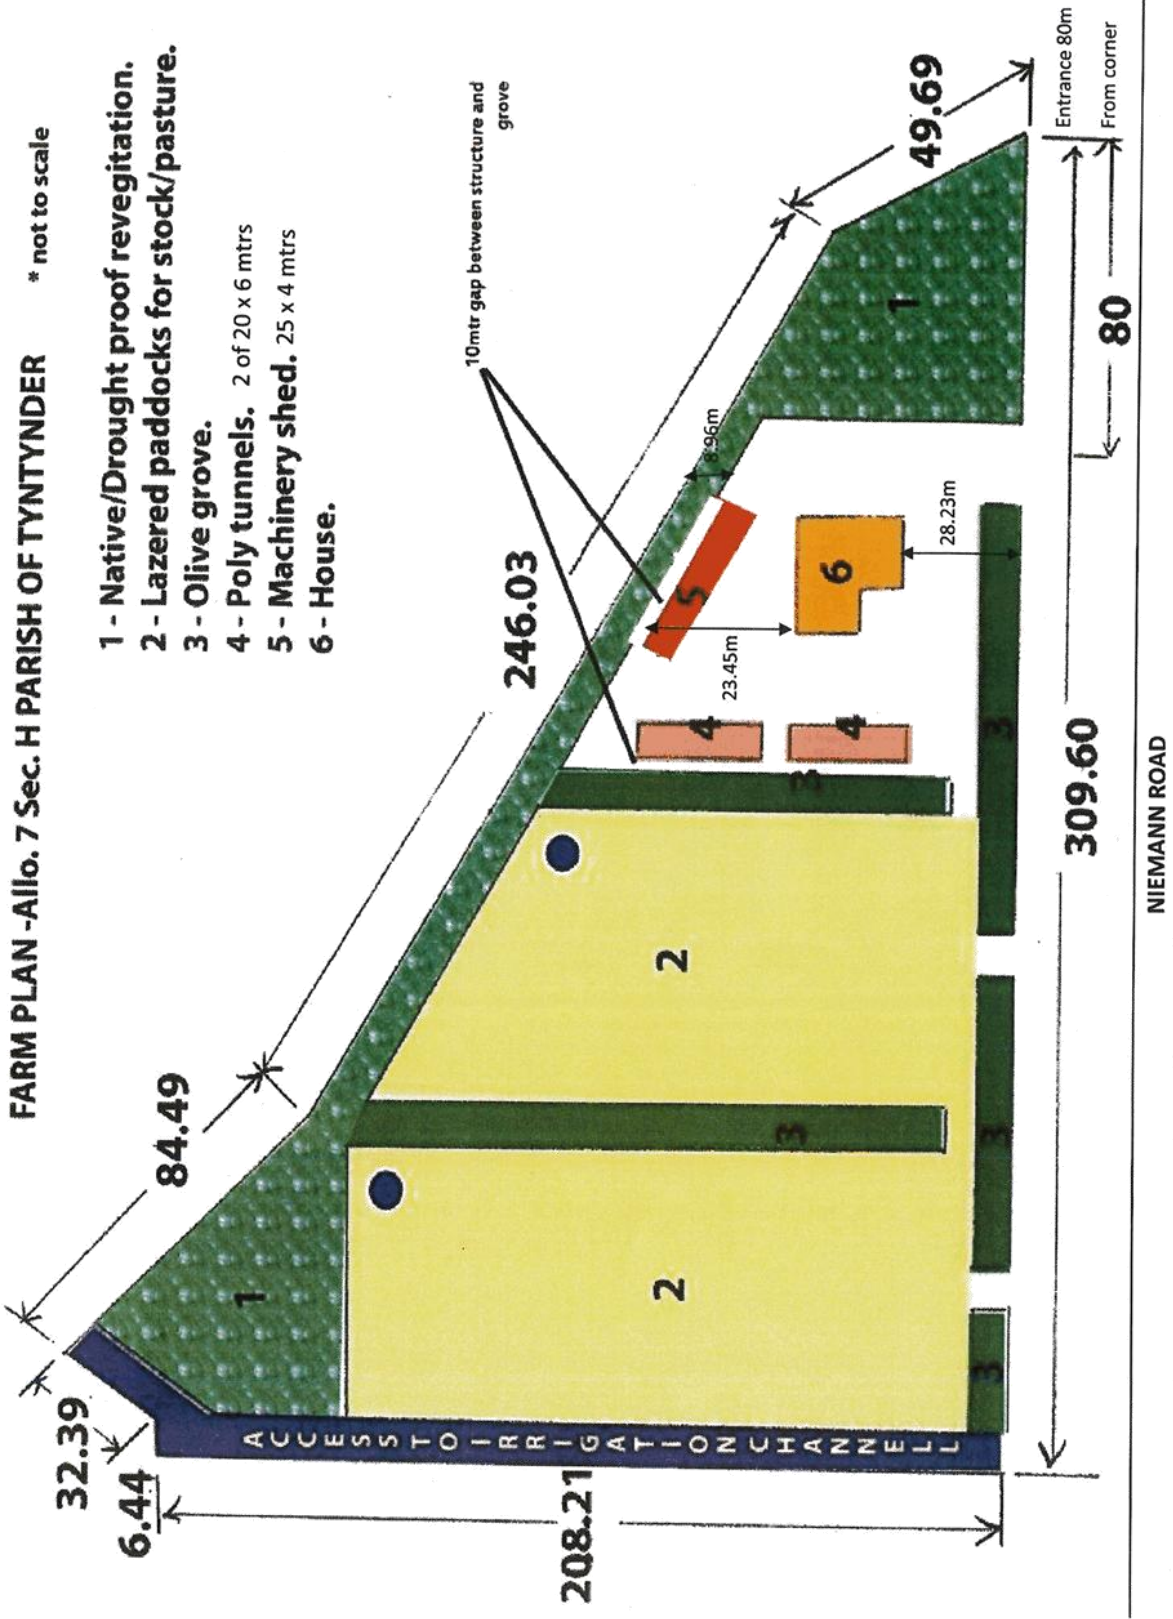 FARM PLAN -Allo. 7 Sec. H PARISH OF TYNTYNDER * not to scale
1 - Native/Drought proof revegitation.
2 - Lazered paddocks for stock/pasture.
3 - Olive grove.
4 - Poly tunnels. 2 of 20 x 6 mtrs
5 - Machinery shed. 25 x 4 mtrs
6 - House.
10mtr gap between structure and
grove
32.39
84.49
246.03
49.69
6.44
208.21
8.96m
23.45m
28.23m
1
1
2
2
3
3
3
3
3
4
4
5
6
ACCESS TO IRRIGATION CHANNELL
Entrance 80m
From corner
80
309.60
NIEMANN ROAD